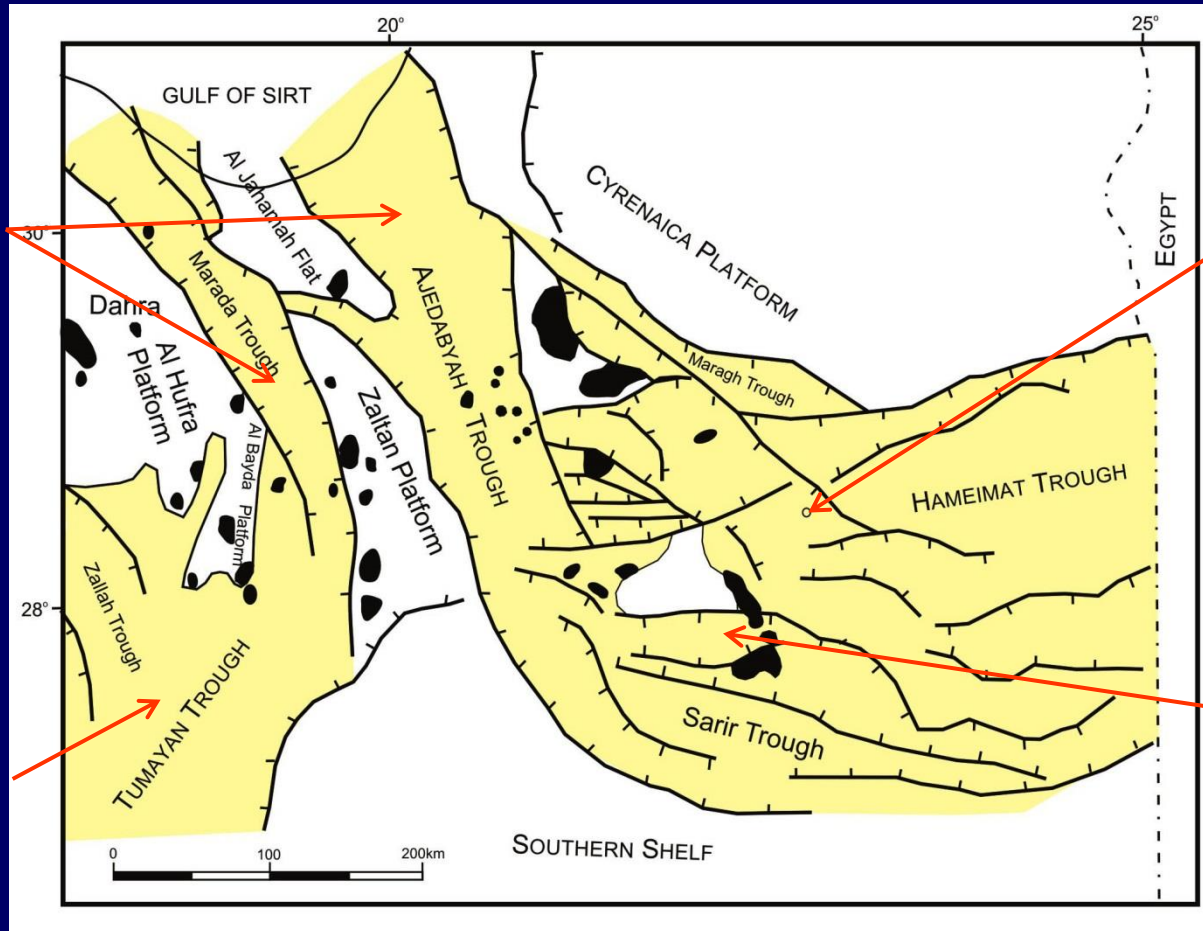 20°
25°
GULF OF SIRT
Al Jahamah Flat
CYRENAICA PLATFORM
EGYPT
30°
Marada Trough
Dahra
Al Hufra
Platform
AJEDABYAH TROUGH
Maragh Trough
Zaltan Platform
Al Bayda Platform
HAMEIMAT TROUGH
Zallah Trough
28°
TUMAYAN TROUGH
Sarir Trough
SOUTHERN SHELF
0 100 200km